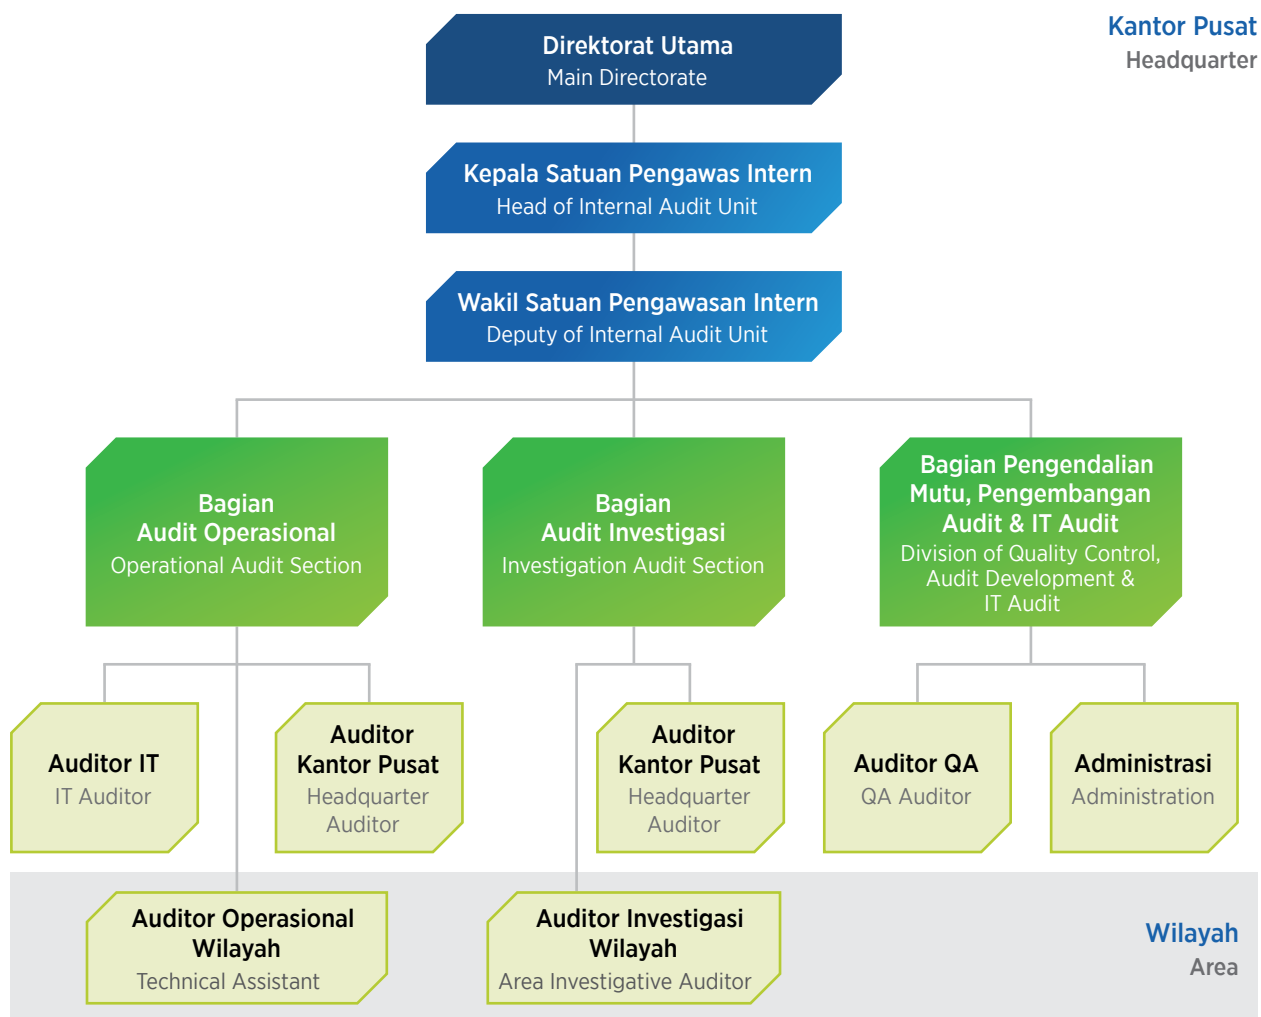 Kantor Pusat
Headquarter
Direktorat Utama
Main Directorate
Kepala Satuan Pengawas Intern
Head of Internal Audit Unit
Wakil Satuan Pengawasan Intern
Deputy of Internal Audit Unit
Bagian
Audit Operasional
Operational Audit Section
Bagian
Audit Investigasi
Investigation Audit Section
Bagian Pengendalian
Mutu, Pengembangan
Audit & IT Audit
Division of Quality Control,
Audit Development &
IT Audit
Auditor IT
IT Auditor
Auditor
Kantor Pusat
Headquarter
Auditor
Auditor
Kantor Pusat
Headquarter
Auditor
Auditor QA
QA Auditor
Administrasi
Administration
Auditor Operasional
Wilayah
Technical Assistant
Auditor Investigasi
Wilayah
Area Investigative Auditor
Wilayah
Area